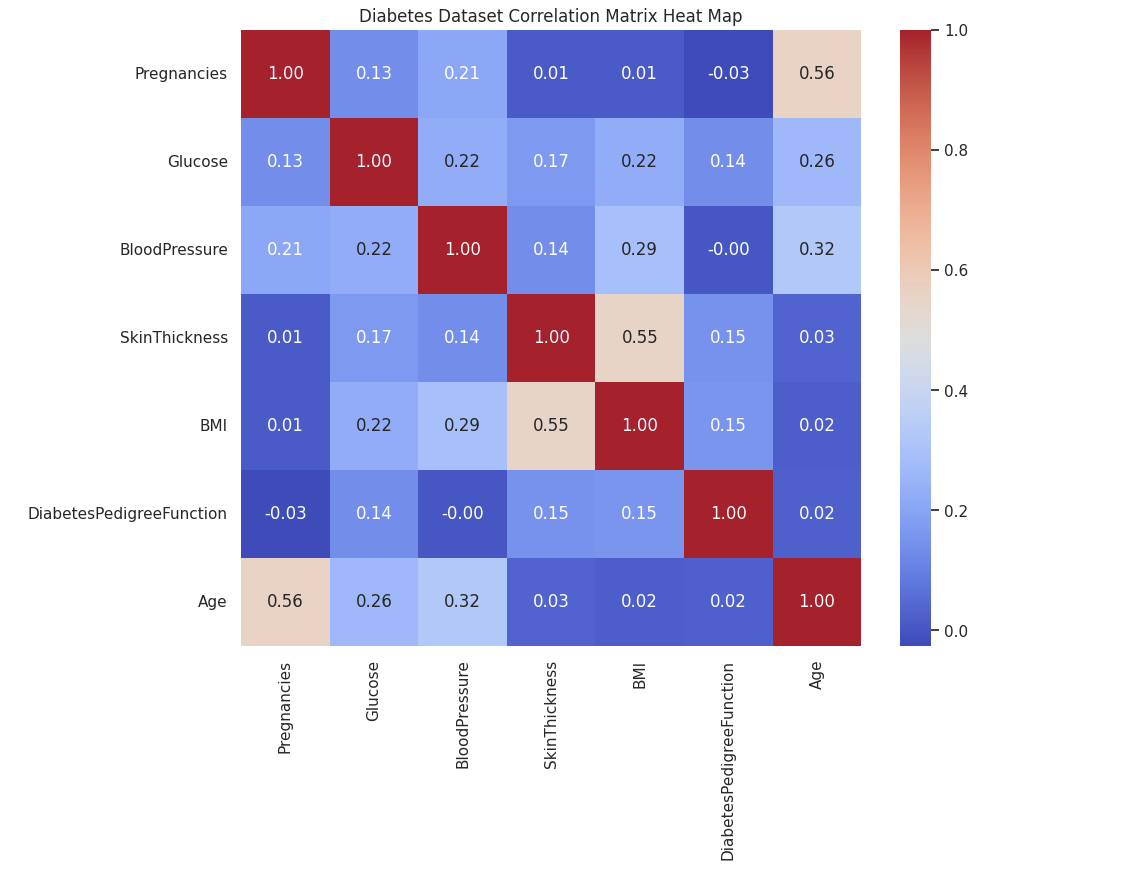 Diabetes Dataset Correlation Matrix Heat Map
Pregnancies 1.00 0.13 0.21 0.01 0.01 -0.03 0.56
Glucose 0.13 1.00 0.22 0.17 0.22 0.14 0.26
BloodPressure 0.21 0.22 1.00 0.14 0.29 -0.00 0.32
SkinThickness 0.01 0.17 0.14 1.00 0.55 0.15 0.03
BMI 0.01 0.22 0.29 0.55 1.00 0.15 0.02
DiabetesPedigreeFunction -0.03 0.14 -0.00 0.15 0.15 1.00 0.02
Age 0.56 0.26 0.32 0.03 0.02 0.02 1.00
Pregnancies
Glucose
BloodPressure
SkinThickness
BMI
DiabetesPedigreeFunction
Age
1.0
0.8
0.6
0.4
0.2
0.0